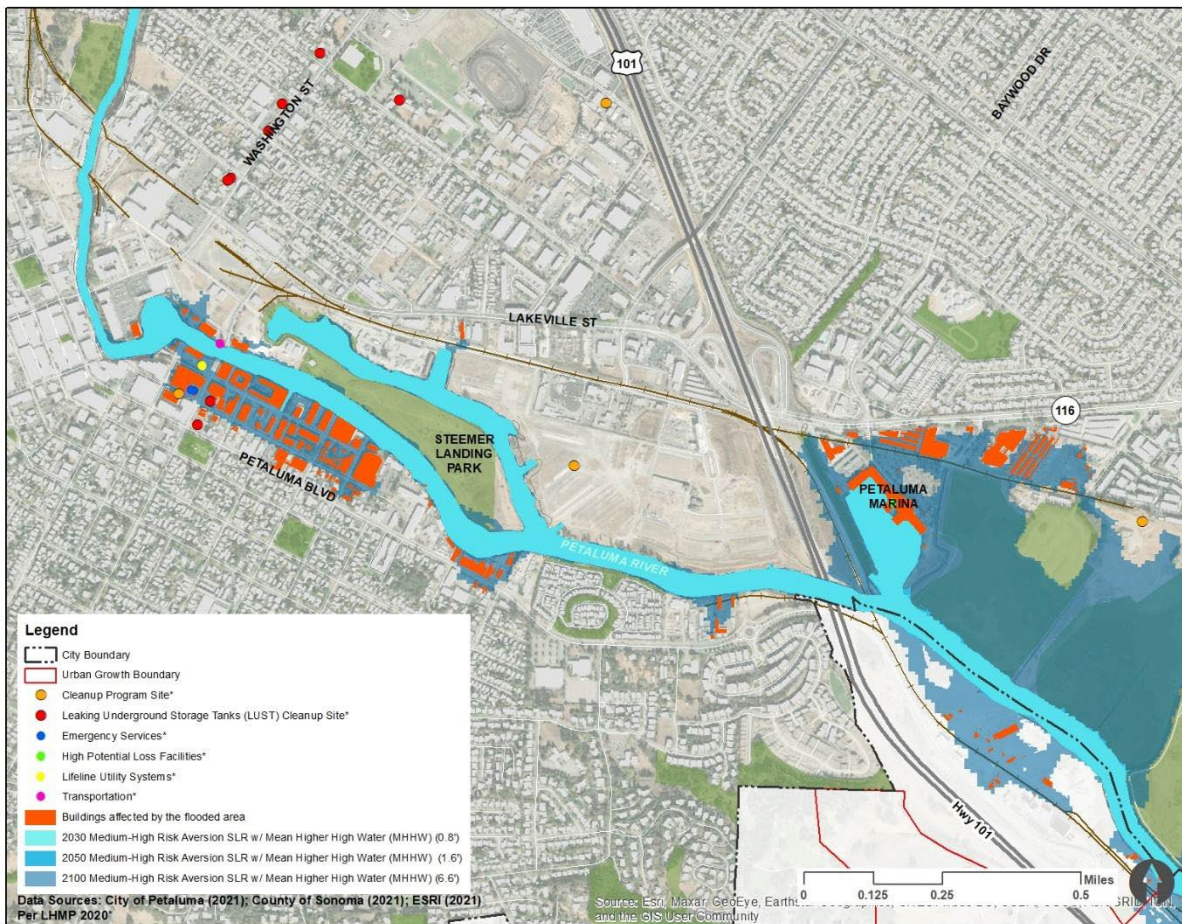 101
WASHINGTON ST
BAYWOOD DR
LAKEVILLE ST
116
STEEMER
LANDING
PARK
PETALUMA
MARINA
PETALUMA BLVD
PETALUMA RIVER
Hwy 101
Legend
City Boundary
Urban Growth Boundary
Cleanup Program Site*
Leaking Underground Storage Tanks (LUST) Cleanup Site*
Emergency Services*
High Potential Loss Facilities*
Lifeline Utility Systems*
Transportation*
Buildings affected by the flooded area
2030 Medium-High Risk Aversion SLR w/ Mean Higher High Water (MHHW) (0.8')
2050 Medium-High Risk Aversion SLR w/ Mean Higher High Water (MHHW) (1.6')
2100 Medium-High Risk Aversion SLR w/ Mean Higher High Water (MHHW) (6.6')
Data Sources: City of Petaluma (2021); County of Sonoma (2021); ESRI (2021)
Per LHMP 2020*
Miles
0 0.125 0.25 0.5
Source: Esri, Maxar, GeoEye,
and the GIS User Community